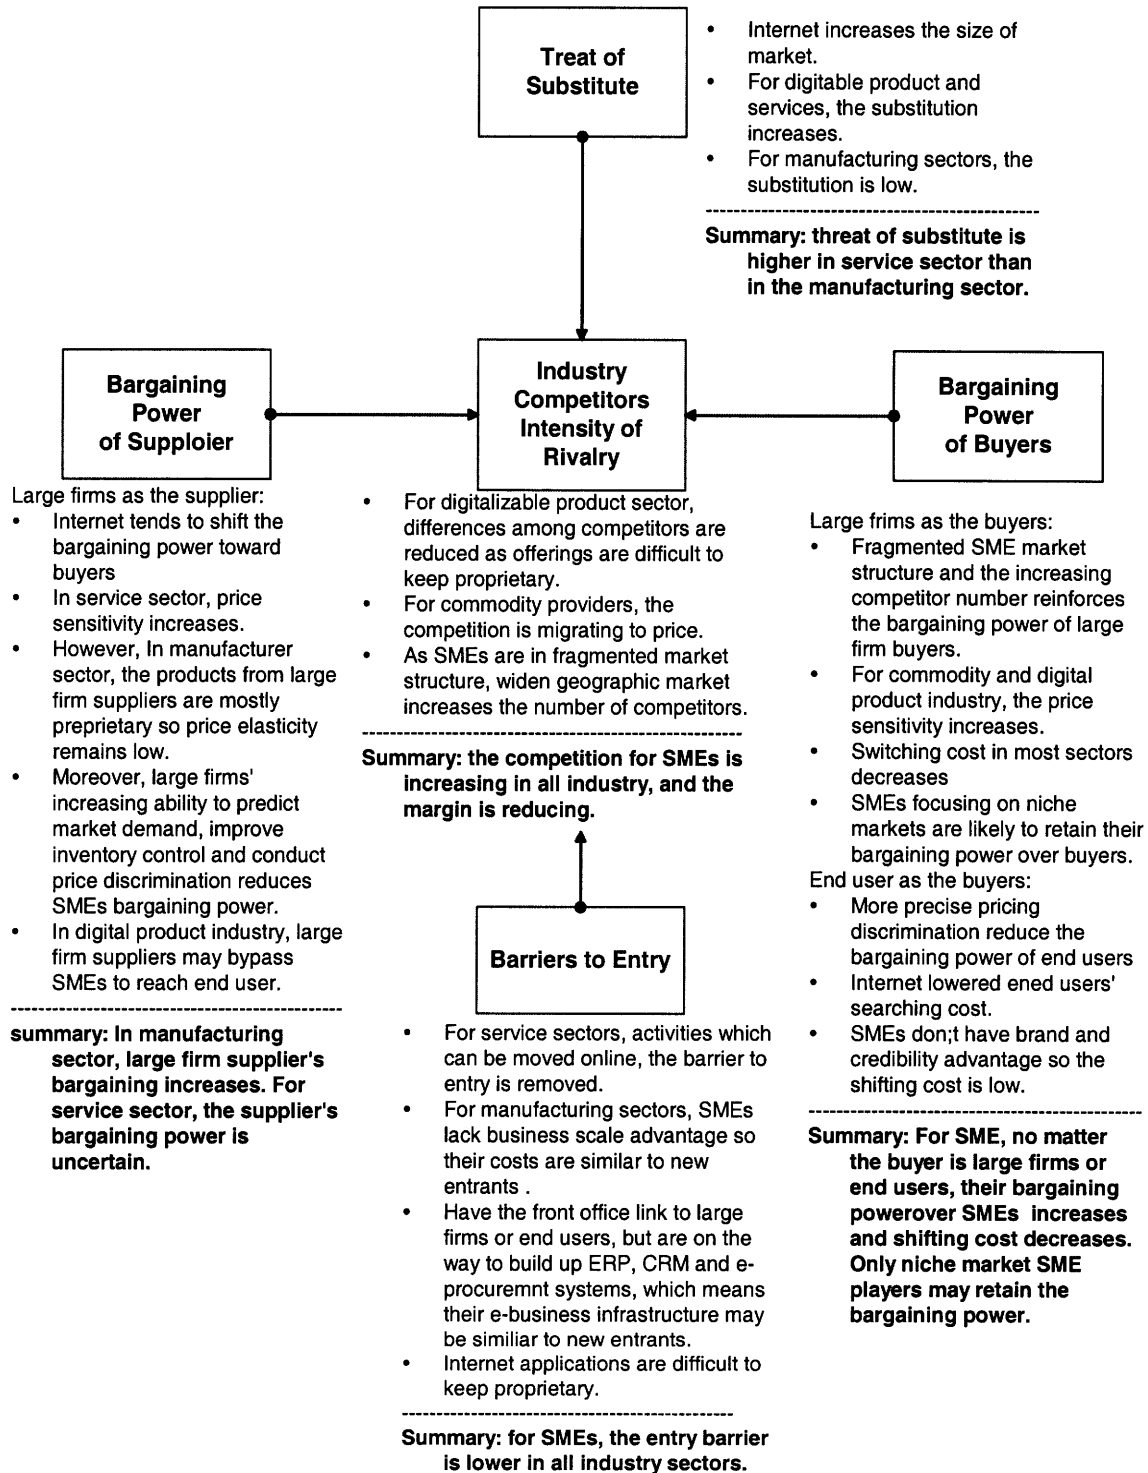 Treat of
Substitute
• Internet increases the size of
market.
• For digitable product and
services, the substitution
increases.
• For manufacturing sectors, the
substitution is low.
------------------------------------------------
Summary: threat of substitute is
higher in service sector than
in the manufacturing sector.
Bargaining
Power
of Supploier
Industry
Competitors
Intensity of
Rivalry
Bargaining
Power
of Buyers
Large firms as the supplier:
• Internet tends to shift the
bargaining power toward
buyers
• In service sector, price
sensitivity increases.
• However, In manufacturer
sector, the products from large
firm suppliers are mostly
preprietary so price elasticity
remains low.
• Moreover, large firms'
increasing ability to predict
market demand, improve
inventory control and conduct
price discrimination reduces
SMEs bargaining power.
• In digital product industry, large
firm suppliers may bypass
SMEs to reach end user.
------------------------------------------------
summary: In manufacturing
sector, large firm supplier's
bargaining increases. For
service sector, the supplier's
bargaining power is
uncertain.
• For digitalizable product sector,
differences among competitors are
reduced as offerings are difficult to
keep proprietary.
• For commodity providers, the
competition is migrating to price.
• As SMEs are in fragmented market
structure, widen geographic market
increases the number of competitors.
------------------------------------------------
Summary: the competition for SMEs is
increasing in all industry, and the
margin is reducing.
Barriers to Entry
• For service sectors, activities which
can be moved online, the barrier to
entry is removed.
• For manufacturing sectors, SMEs
lack business scale advantage so
their costs are similar to new
entrants .
• Have the front office link to large
firms or end users, but are on the
way to build up ERP, CRM and e-
procuremnt systems, which means
their e-business infrastructure may
be similiar to new entrants.
• Internet applications are difficult to
keep proprietary.
------------------------------------------------
Summary: for SMEs, the entry barrier
is lower in all industry sectors.
Large frims as the buyers:
• Fragmented SME market
structure and the increasing
competitor number reinforces
the bargaining power of large
firm buyers.
• For commodity and digital
product industry, the price
sensitivity increases.
• Switching cost in most sectors
decreases
• SMEs focusing on niche
markets are likely to retain their
bargaining power over buyers.
End user as the buyers:
• More precise pricing
discrimination reduce the
bargaining power of end users
• Internet lowered ened users'
searching cost.
• SMEs don;t have brand and
credibility advantage so the
shifting cost is low.
------------------------------------------------
Summary: For SME, no matter
the buyer is large firms or
end users, their bargaining
powerover SMEs increases
and shifting cost decreases.
Only niche market SME
players may retain the
bargaining power.